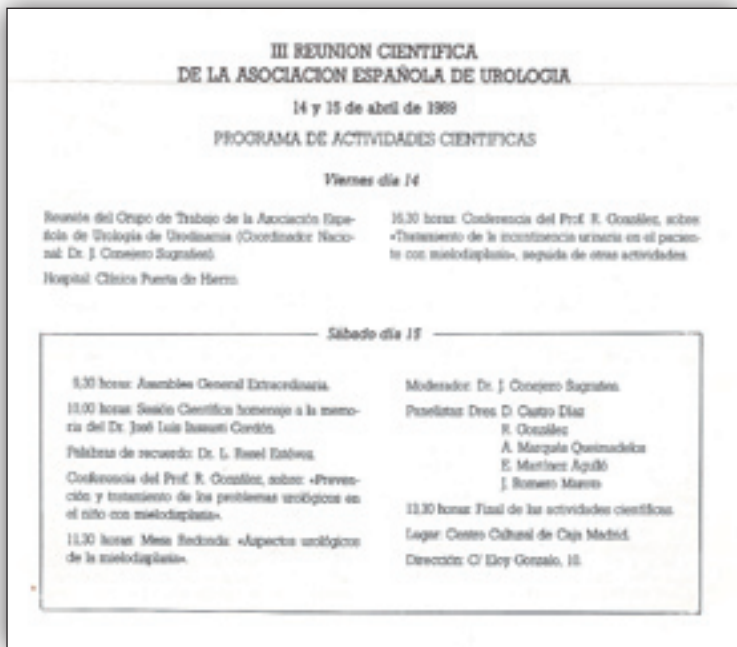 III REUNION CIENTIFICA
DE LA ASOCIACION ESPAÑOLA DE UROLOGIA
14 y 15 de abril de 1989
PROGRAMA DE ACTIVIDADES CIENTIFICAS
Viernes día 14
Reunión del Grupo de Trabajo de la Asociación Espa-
ñola de Urología de Urodinamia (Coordinador Nacio-
nal: Dr. J. Conejero Sugrañes).
Hospital: Clínica Puerta de Hierro.
16,30 horas: Conferencia del Prof. R. González, sobre:
«Tratamiento de la incontinencia urinaria en el pacien-
te con mielodisplasia», seguida de otras actividades.
Sábado día 15
9,30 horas: Asamblea General Extraordinaria.
10,00 horas: Sesión Científica homenaje a la memo-
ria del Dr. José Luis Cordón.
Palabras de recuerdo: Dr. L. Resel Estévez.
Conferencia del Prof. R. González, sobre: «Preven-
ción y tratamiento de los problemas urológicos en
el niño con mielodisplasia».
11,30 horas: Mesa Redonda: «Aspectos urológicos
de la mielodisplasia».
Moderador: Dr. J. Conejero Sugrañes.
Panelistas: Dres. D. Castro Díaz
R. González
A. Marqués Queimadelos
E. Martínez Agulló
J. Romero Maroto
13,30 horas: Final de las actividades científicas.
Lugar: Centro Cultural de Caja Madrid.
Dirección: C/ Eloy Gonzalo, 10.